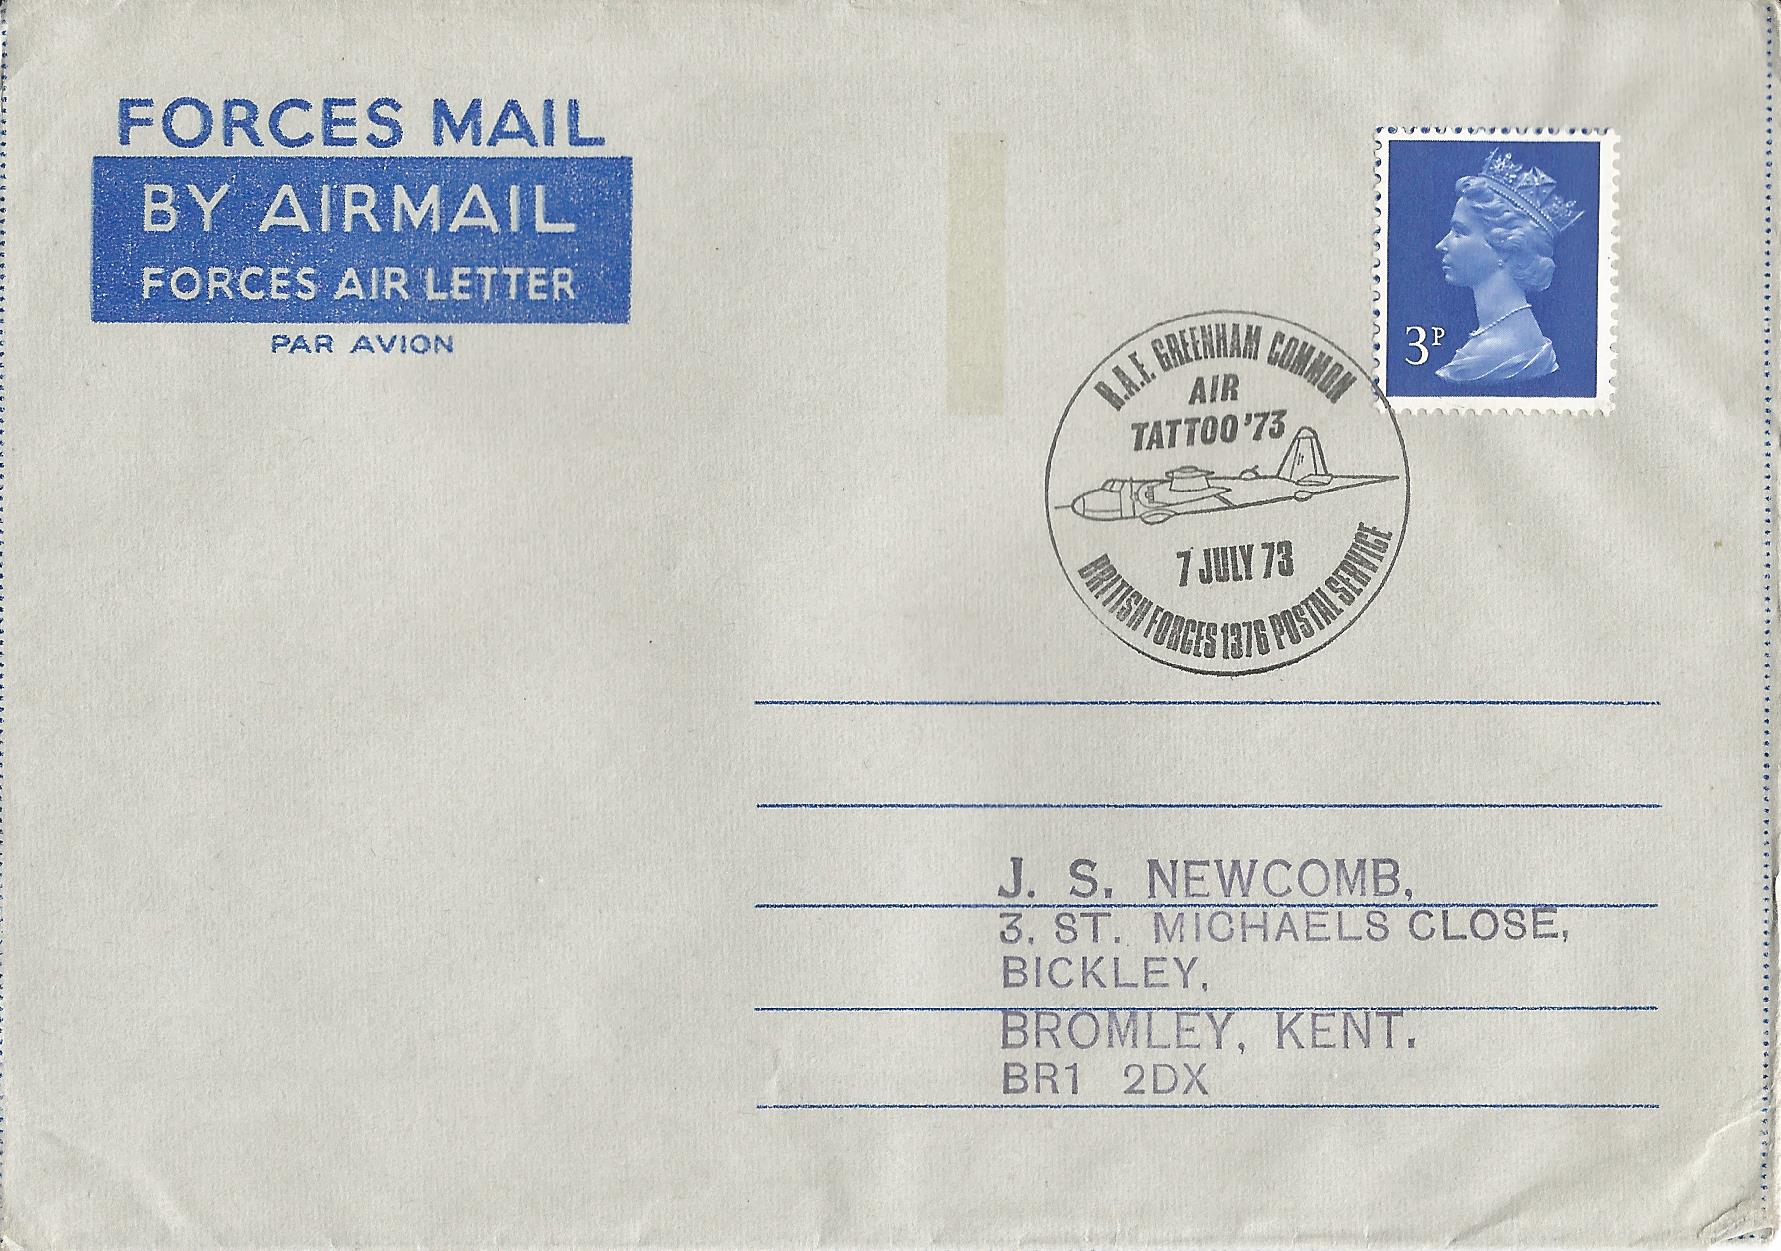 FORCES MAIL
BY AIRMAIL
FORCES AIR LETTER
PAR AVION
3P
R.A.F. GREENHAM COMMON
AIR
TATTOO '73
7 JULY 73
BRITISH FORCES 1376 POSTAL SERVICE
J. S. NEWCOMB,
3. ST. MICHAELS CLOSE,
BICKLEY,
BROMLEY, KENT.
BR1 2DX